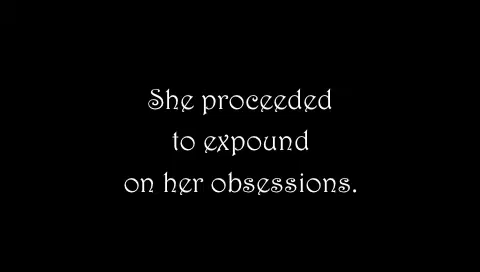 She proceeded
to expound
on her obsessions.